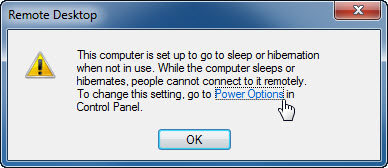 Remote Desktop
This computer is set up to go to sleep or hibernation
when not in use. While the computer sleeps or
hibernates, people cannot connect to it remotely.
To change this setting, go to Power Options in
Control Panel.
OK